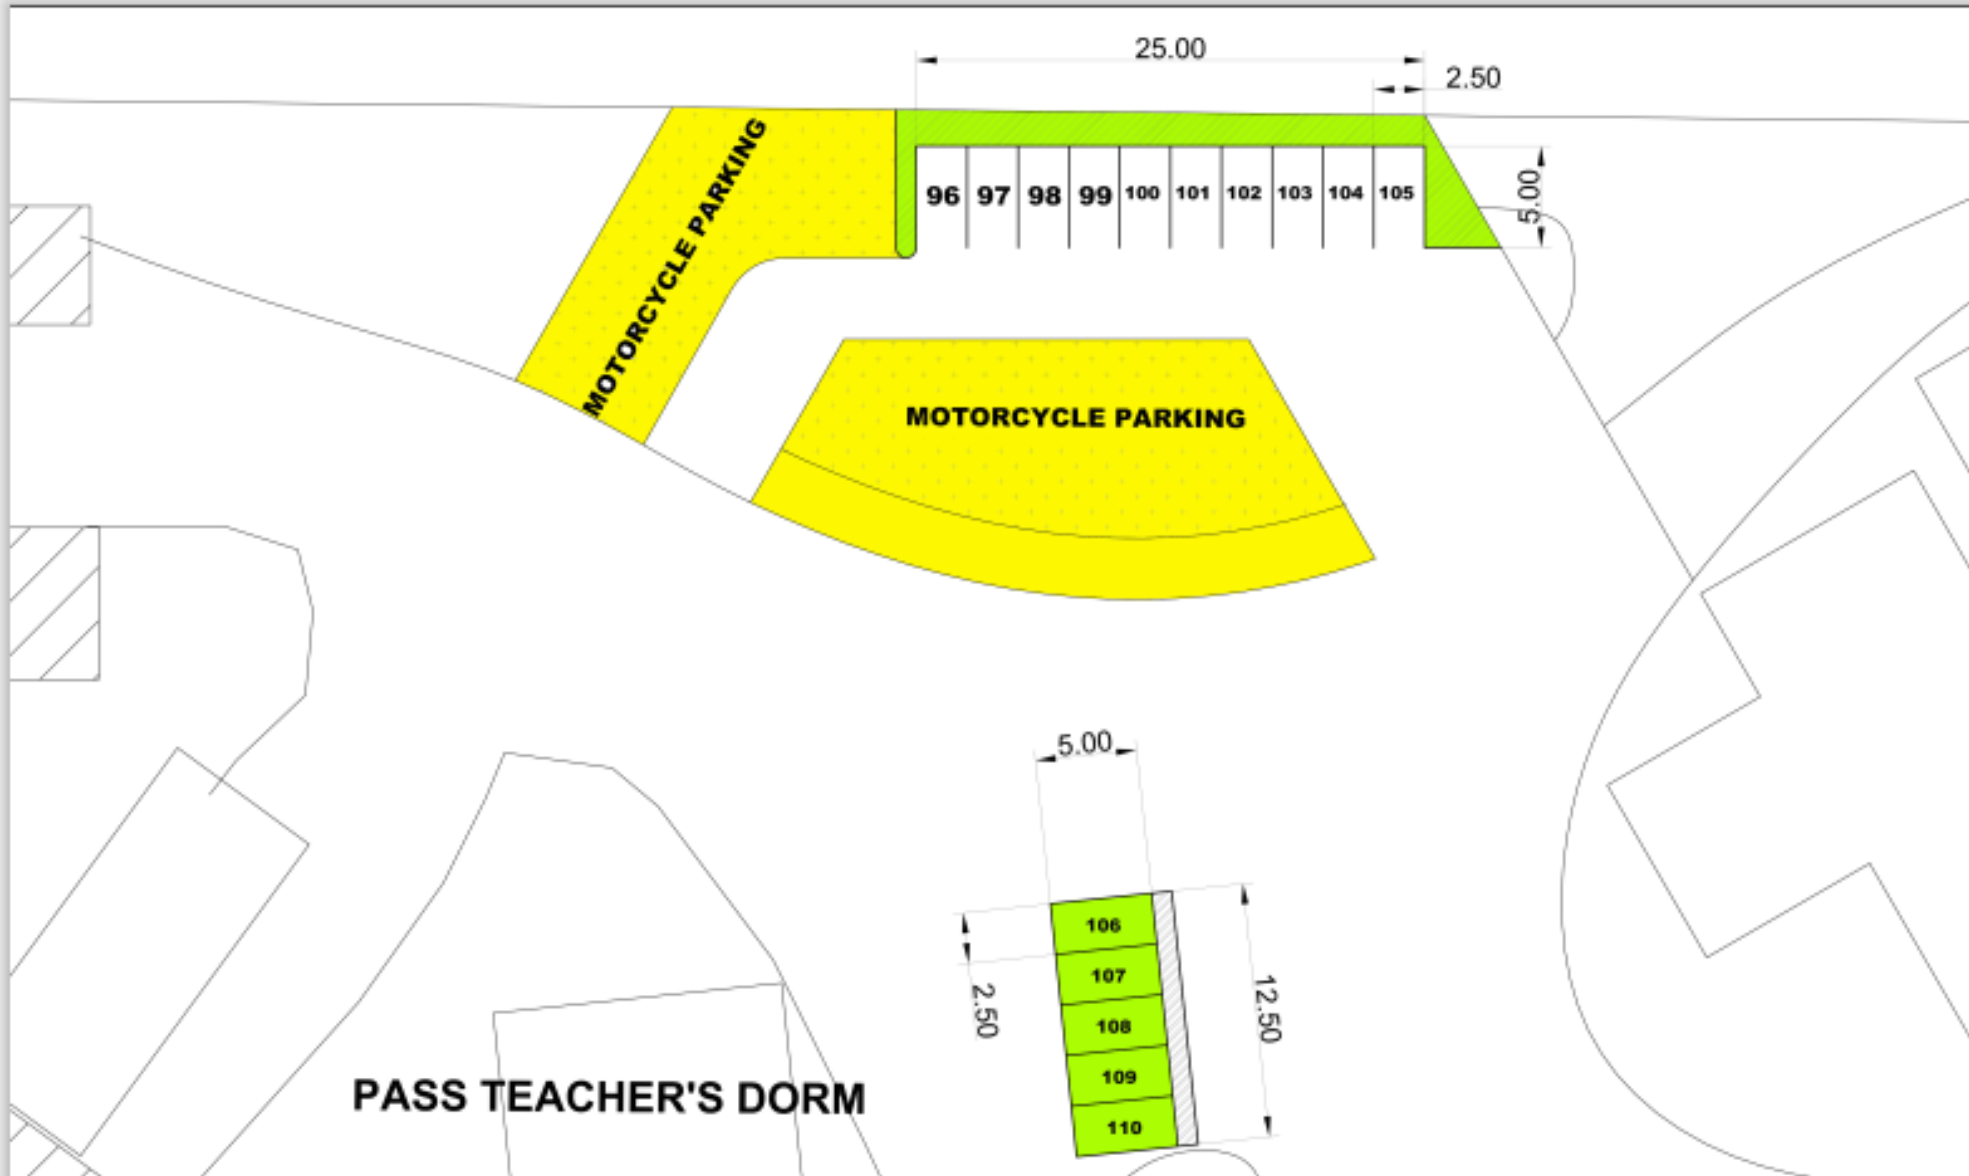 25.00
2.50
MOTORCYCLE PARKING
96 97 98 99 100 101 102 103 104 105
5.00
MOTORCYCLE PARKING
5.00
106
107
108
109
110
2.50
12.50
PASS TEACHER'S DORM